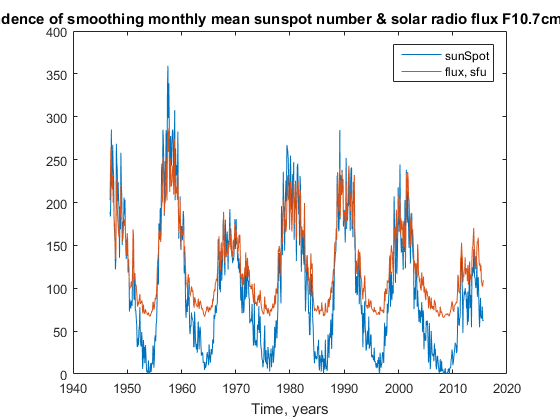 dence of smoothing monthly mean sunspot number & solar radio flux F10.7cm
400
350
300
250
200
150
100
50
0
sunSpot
flux, sfu
1940 1950 1960 1970 1980 1990 2000 2010 2020
Time, years